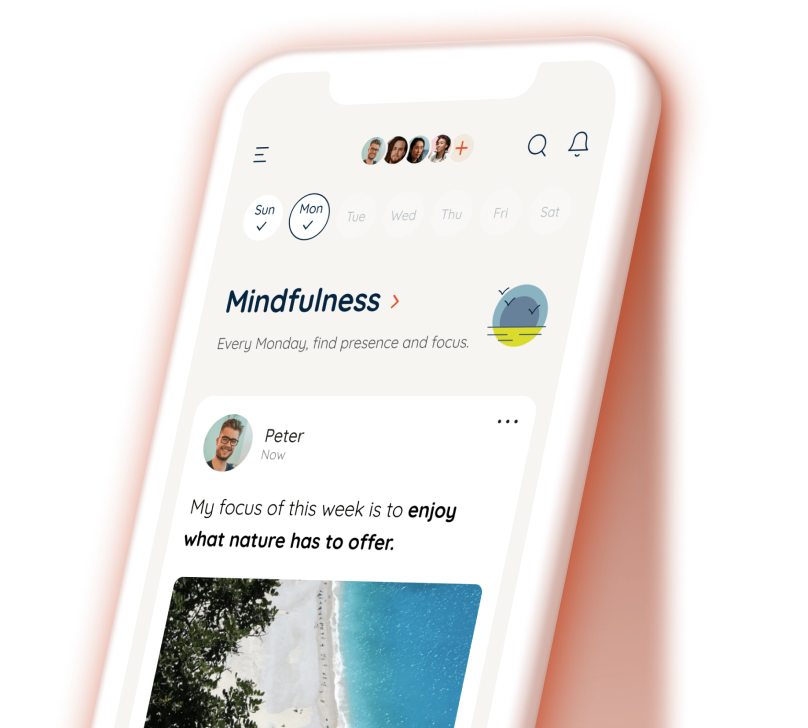 Sun Mon Tue Wed Thu Fri Sat
Mindfulness
Every Monday, find presence and focus.
Peter
Now
My focus of this week is to enjoy
what nature has to offer.